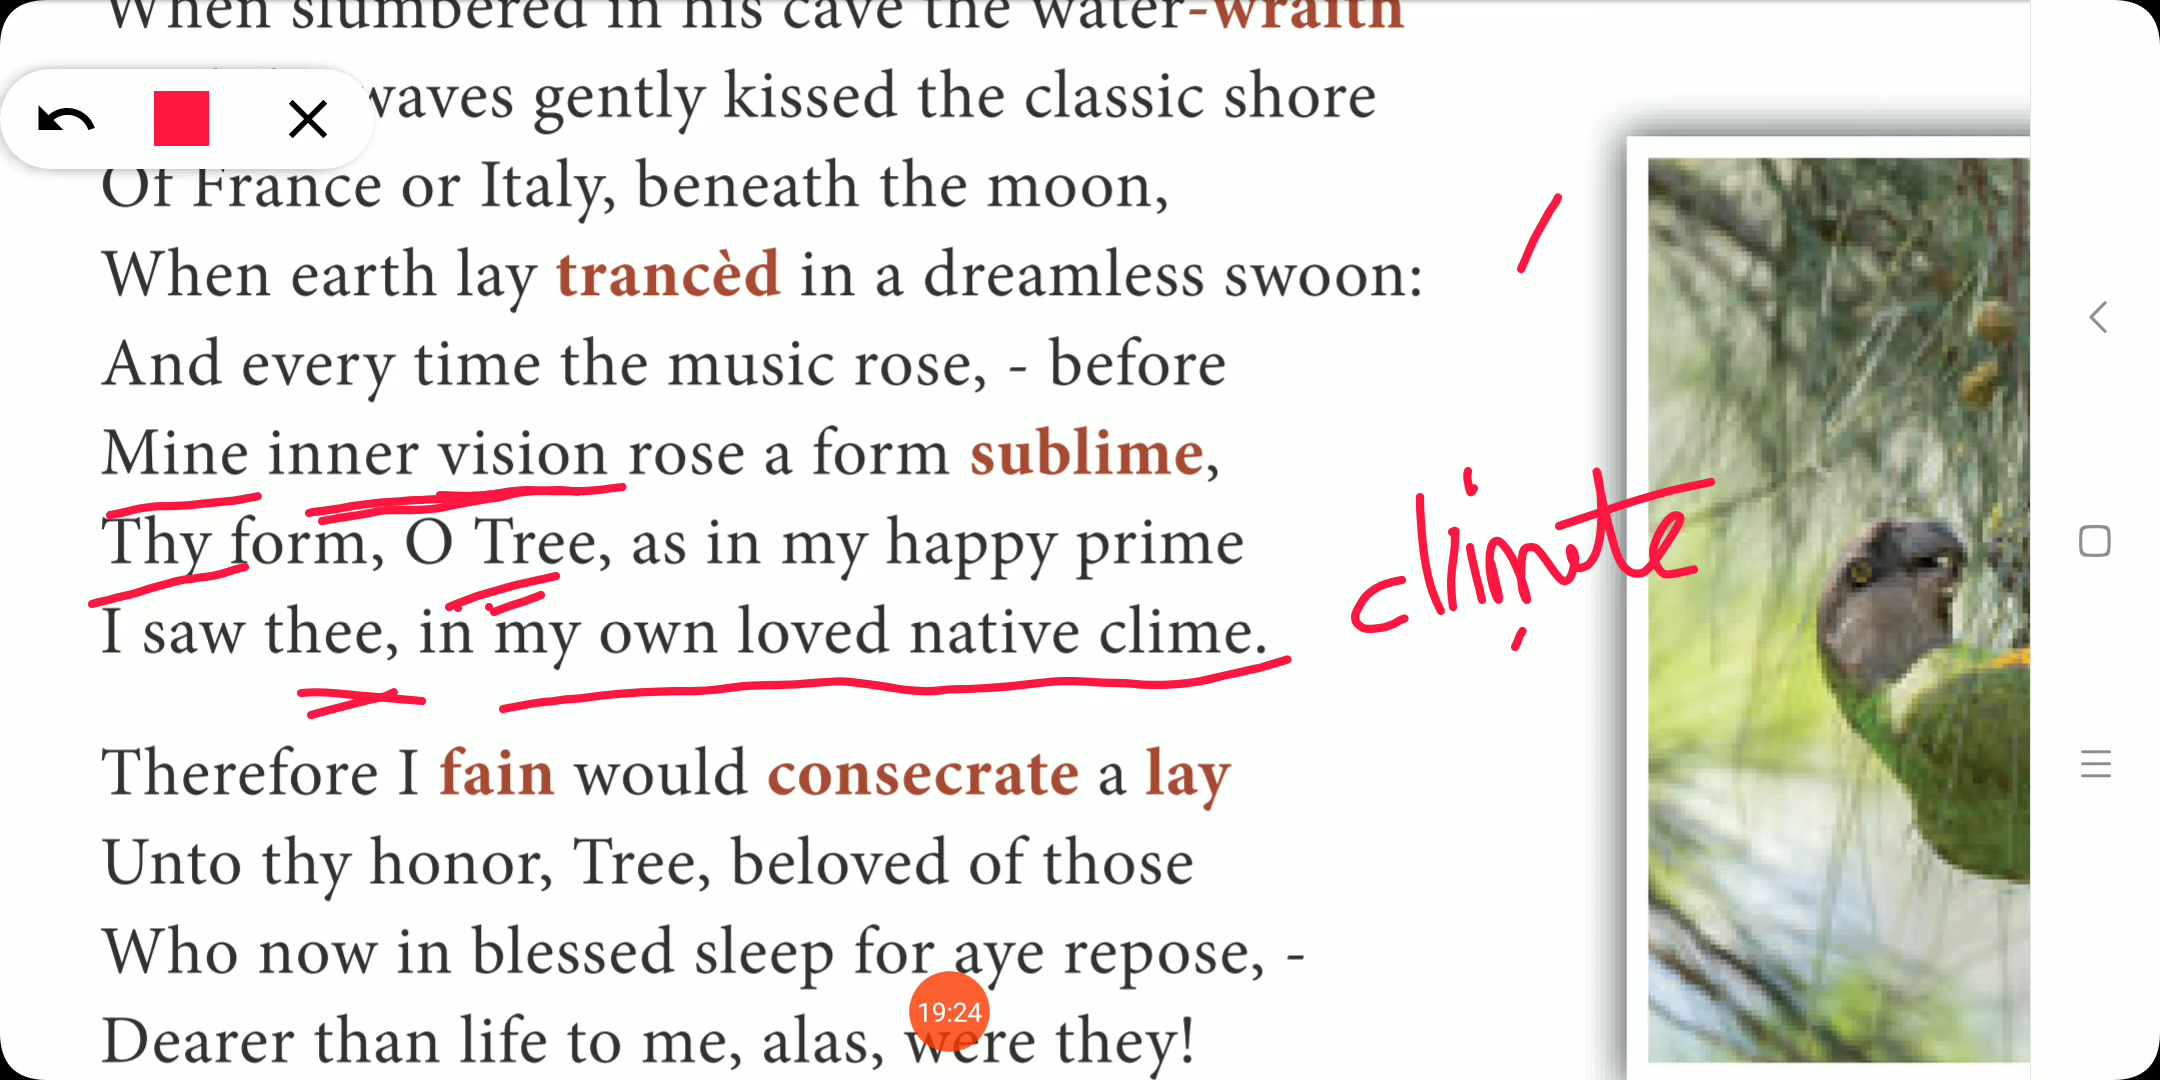 When slumbered in his cave the water-wraith
waves gently kissed the classic shore
Of France or Italy, beneath the moon,
When earth lay trancèd in a dreamless swoon:
And every time the music rose, - before
Mine inner vision rose a form sublime,
Thy form, O Tree, as in my happy prime
I saw thee, in my own loved native clime.
climate
Therefore I fain would consecrate a lay
Unto thy honor, Tree, beloved of those
Who now in blessed sleep for aye repose, -
Dearer than life to me, alas, were they!
19:24